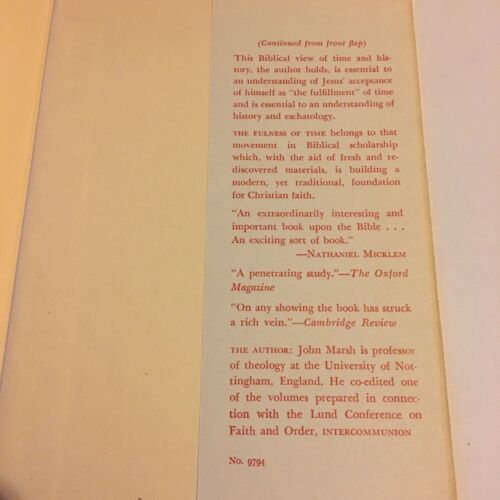 (Continued from front flap)
This Biblical view of time and his-
tory, the author holds, is essential to
an understanding of Jesus' acceptance
of himself as "the fulfillment" of time
and is essential to an understanding of
history and eschatology.
THE FULNESS OF TIME belongs to that
movement in Biblical scholarship
which, with the aid of fresh and re-
discovered materials, is building a
modern, yet traditional, foundation
for Christian faith.
"An extraordinarily interesting and
important book upon the Bible . . .
An exciting sort of book."
—NATHANIEL MICKLEM
"A penetrating study."—The Oxford
Magazine
"On any showing the book has struck
a rich vein."—Cambridge Review
THE AUTHOR: John Marsh is professor
of theology at the University of Not-
tingham, England. He co-edited one
of the volumes prepared in connec-
tion with the Lund Conference on
Faith and Order, INTERCOMMUNION
No. 9794